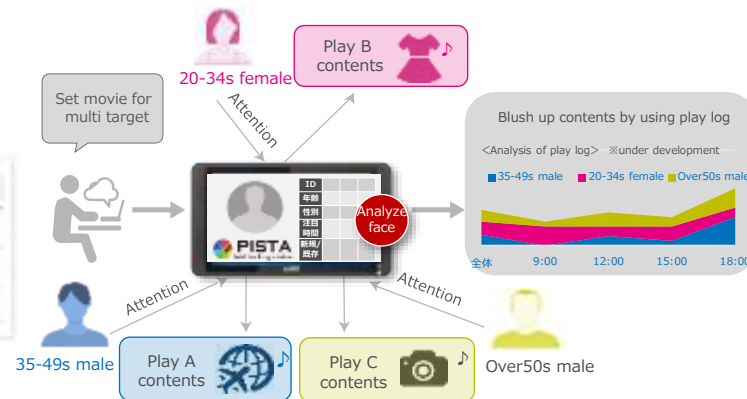 Play B
contents
20-34s female
Set movie for
multi target
Attention
Blush up contents by using play log
<Analysis of play log> ※under development
35-49s male 20-34s female Over50s male
ID
年齢
性別
注目
時間
新規/
既存
Analyze
face
PISTA
全体 9:00 12:00 15:00 18:00
Attention
Attention
35-49s male
Play A
contents
Play C
contents
Over50s male